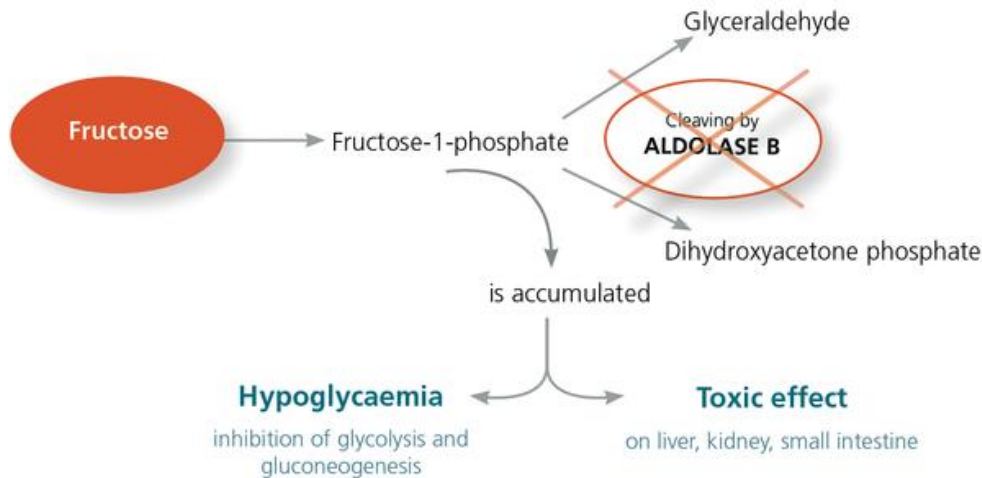 Glyceraldehyde
Fructose
Fructose-1-phosphate
Cleaving by
ALDOLASE B
Dihydroxyacetone phosphate
is accumulated
Hypoglycaemia
inhibition of glycolysis and
gluconeogenesis
Toxic effect
on liver, kidney, small intestine